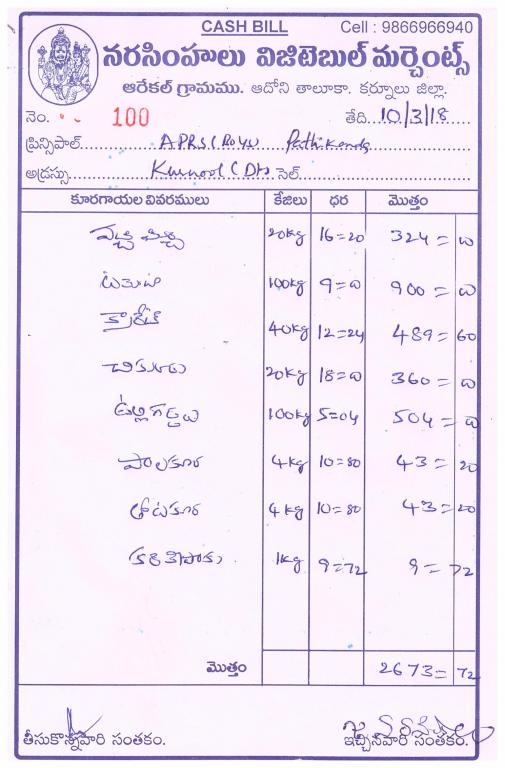 CASH BILL Cell : 9866966940
నరసింహులు విజిటెబుల్ మర్చెంట్స్
ఆరేకల్ గ్రామము. ఆదోని తాలూకా. కర్నూలు జిల్లా.
నెం. 100 తేది. 10/3/18
ప్రిన్సిపాల్ APRS (Boys) Pathikonda
అడ్రస్సు Kurnool (Dt) సెల్.
కూరగాయల వివరములు కేజీలు ధర మొత్తం
పచ్చి మిర్చి 20kg 16=20 324=00
టమోటా 100kg 9=00 900=00
క్యారేట్ 40kg 12=24 489=60
చికుడు 20kg 18=00 360=00
ఉల్లిగడ్డలు 100kg 5=04 504=00
పాలకూర 4kg 10=80 43=20
తోటకూర 4kg 10=80 43=20
కరివేపాకు 1kg 9=72 9=72
మొత్తం 2673=72
తీసుకొన్నవారి సంతకం. ఇచ్చినవారి సంతకం.